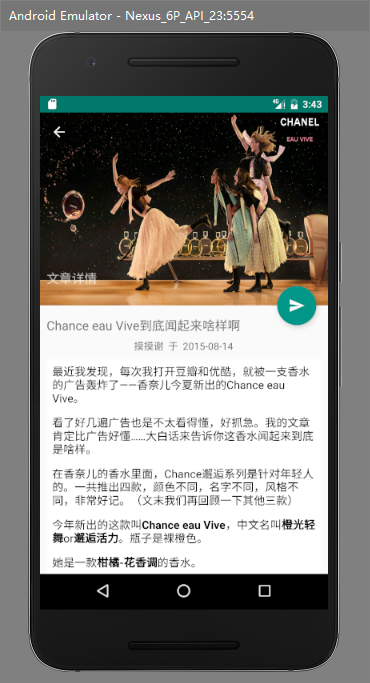 Android Emulator - Nexus_6P_API_23:5554
4G 3:43
CHANEL
EAU VIVE
文章详情
Chance eau Vive到底闻起来啥样啊
摸摸谢 于 2015-08-14
最近我发现，每次我打开豆瓣和优酷，就被一支香水
的广告轰炸了——香奈儿今夏新出的Chance eau
Vive。
看了好几遍广告也是不太看得懂，好抓急。我的文章
肯定比广告好懂……大白话来告诉你这香水闻起来到底
是啥样。
在香奈儿的香水里面，Chance邂逅系列是针对年轻人
的。一共推出四款，颜色不同，名字不同，风格不
同，非常好记。（文末我们再回顾一下其他三款）
今年新出的这款叫Chance eau Vive，中文名叫橙光轻
舞or邂逅活力。瓶子是裸橙色。
她是一款柑橘-花香调的香水。